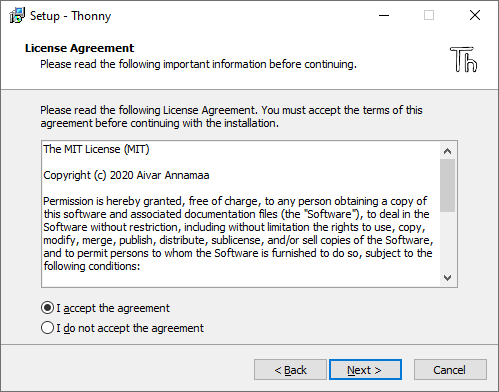 Setup - Thonny
License Agreement
Please read the following important information before continuing.
Th
Please read the following License Agreement. You must accept the terms of this
agreement before continuing with the installation.
The MIT License (MIT)
Copyright (c) 2020 Aivar Annamaa
Permission is hereby granted, free of charge, to any person obtaining a copy of
this software and associated documentation files (the "Software"), to deal in the
Software without restriction, including without limitation the rights to use, copy,
modify, merge, publish, distribute, sublicense, and/or sell copies of the Software,
and to permit persons to whom the Software is furnished to do so, subject to the
following conditions:
I accept the agreement
I do not accept the agreement
< Back
Next >
Cancel